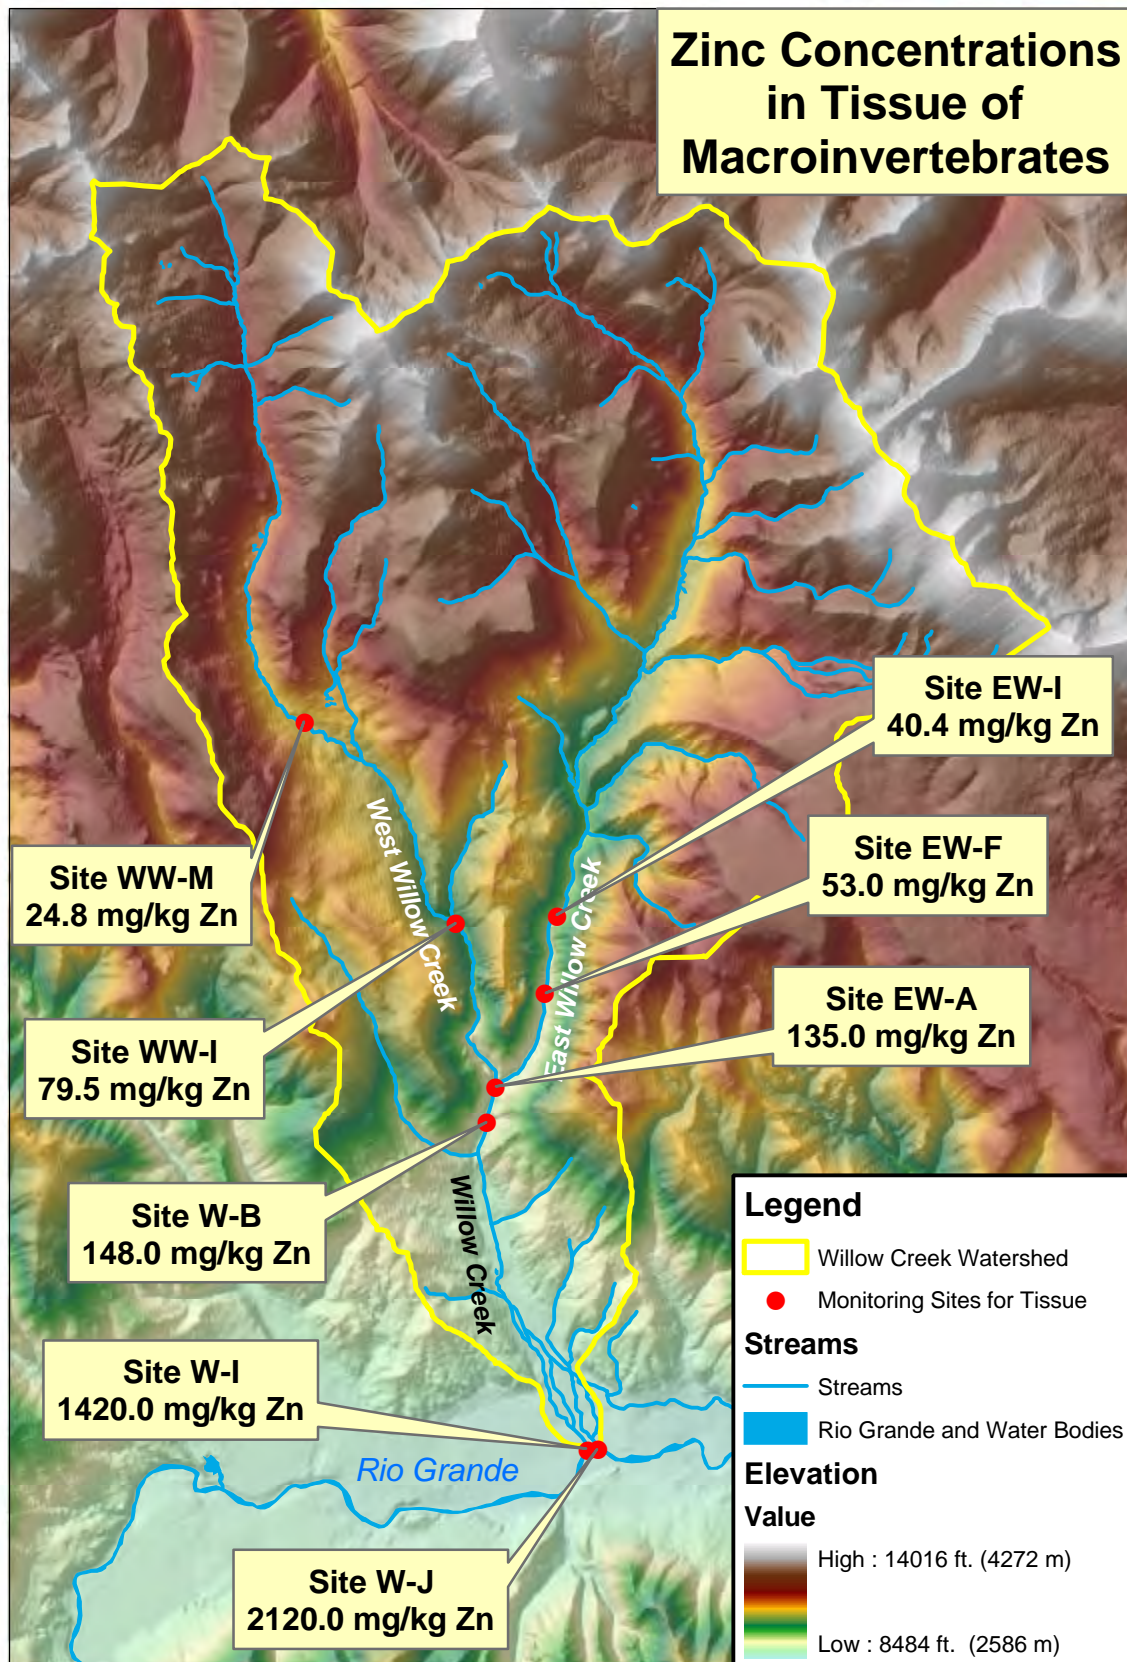 Zinc Concentrations
in Tissue of
Macroinvertebrates
Site EW-I
40.4 mg/kg Zn
Site EW-F
53.0 mg/kg Zn
Site WW-M
24.8 mg/kg Zn
West Willow Creek
East Willow Creek
Site EW-A
135.0 mg/kg Zn
Site WW-I
79.5 mg/kg Zn
Site W-B
148.0 mg/kg Zn
Willow Creek
Site W-I
1420.0 mg/kg Zn
Rio Grande
Site W-J
2120.0 mg/kg Zn
Legend
Willow Creek Watershed
Monitoring Sites for Tissue
Streams
Streams
Rio Grande and Water Bodies
Elevation
Value
High : 14016 ft. (4272 m)
Low : 8484 ft. (2586 m)